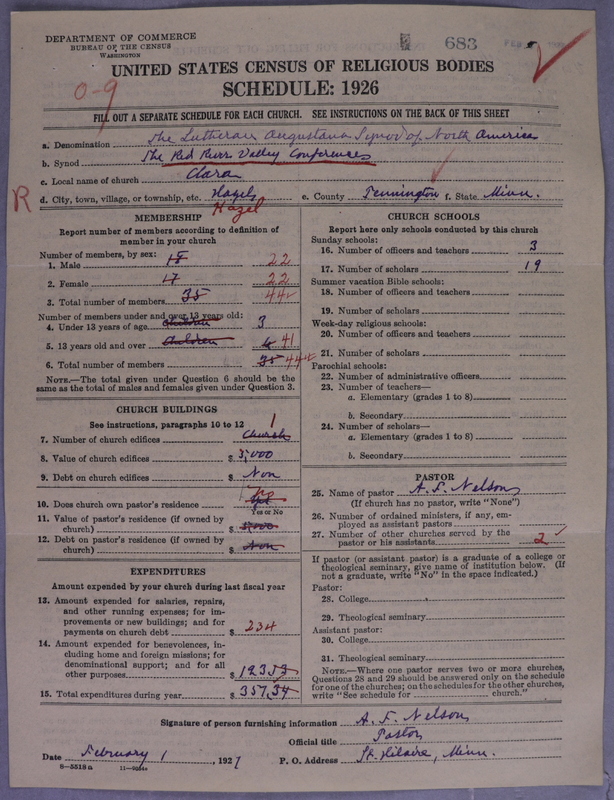 DEPARTMENT OF COMMERCE
BUREAU OF THE CENSUS
WASHINGTON
683
UNITED STATES CENSUS OF RELIGIOUS BODIES
SCHEDULE: 1926
0-9
FILL OUT A SEPARATE SCHEDULE FOR EACH CHURCH. SEE INSTRUCTIONS ON THE BACK OF THIS SHEET
a. Denomination The Lutheran Augustana Synod of North America
b. Synod The Red River Valley Conference
c. Local name of church Clara
R d. City, town, village, or township, etc. Hazels e. County Pennington f. State Minn.
Hazel
MEMBERSHIP
Report number of members according to definition of member in your church
Number of members, by sex:
1. Male 18 22
2. Female 17 22
3. Total number of members 35 44
Number of members under and over 13 years old:
4. Under 13 years of age children 3
5. 13 years old and over children 41
6. Total number of members 35 44
NOTE.—The total given under Question 6 should be the same as the total of males and females given under Question 3.
CHURCH BUILDINGS
See instructions, paragraphs 10 to 12
7. Number of church edifices Church 1
8. Value of church edifices $ 3,000
9. Debt on church edifices $ Non
10. Does church own pastor's residence no
Yes or No
11. Value of pastor's residence (if owned by church) $
12. Debt on pastor's residence (if owned by church) $ Non
EXPENDITURES
Amount expended by your church during last fiscal year
13. Amount expended for salaries, repairs, and other running expenses; for improvements or new buildings; and for payments on church debt $ 234
14. Amount expended for benevolences, including home and foreign missions; for denominational support; and for all other purposes $ 123.53
15. Total expenditures during year $ 357.34
CHURCH SCHOOLS
Report here only schools conducted by this church
Sunday schools:
16. Number of officers and teachers 3
17. Number of scholars 19
Summer vacation Bible schools:
18. Number of officers and teachers
19. Number of scholars
Week-day religious schools:
20. Number of officers and teachers
21. Number of scholars
Parochial schools:
22. Number of administrative officers
23. Number of teachers—
a. Elementary (grades 1 to 8)
b. Secondary
24. Number of scholars—
a. Elementary (grades 1 to 8)
b. Secondary
PASTOR
25. Name of pastor A. F. Nelson
(If church has no pastor, write "None")
26. Number of ordained ministers, if any, employed as assistant pastors
27. Number of other churches served by the pastor or his assistants 2
If pastor (or assistant pastor) is a graduate of a college or theological seminary, give name of institution below. (If not a graduate, write "No" in the space indicated.)
Pastor:
28. College
29. Theological seminary
Assistant pastor:
30. College
31. Theological seminary
NOTE.—Where one pastor serves two or more churches, Questions 28 and 29 should be answered only on the schedule for one of the churches; on the schedules for the other churches, write "See schedule for church."
Signature of person furnishing information A. F. Nelson
Official title Pastor
Date February 1, 1927 P. O. Address St. Hilaire, Minn.
8—5518a